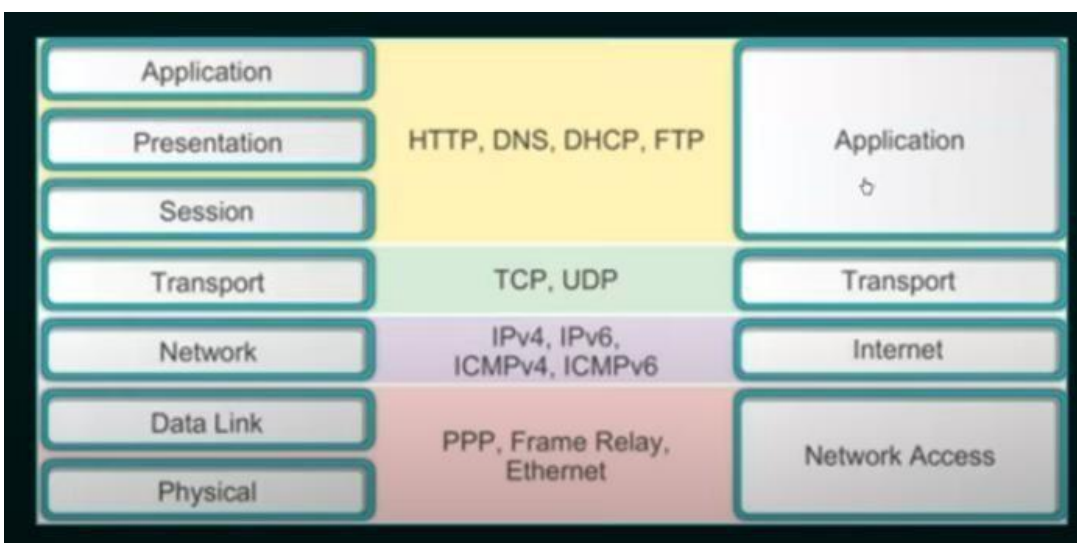 Application
Presentation
Session
HTTP, DNS, DHCP, FTP
Application
Transport
TCP, UDP
Transport
Network
IPv4, IPv6,
ICMPv4, ICMPv6
Internet
Data Link
Physical
PPP, Frame Relay,
Ethernet
Network Access